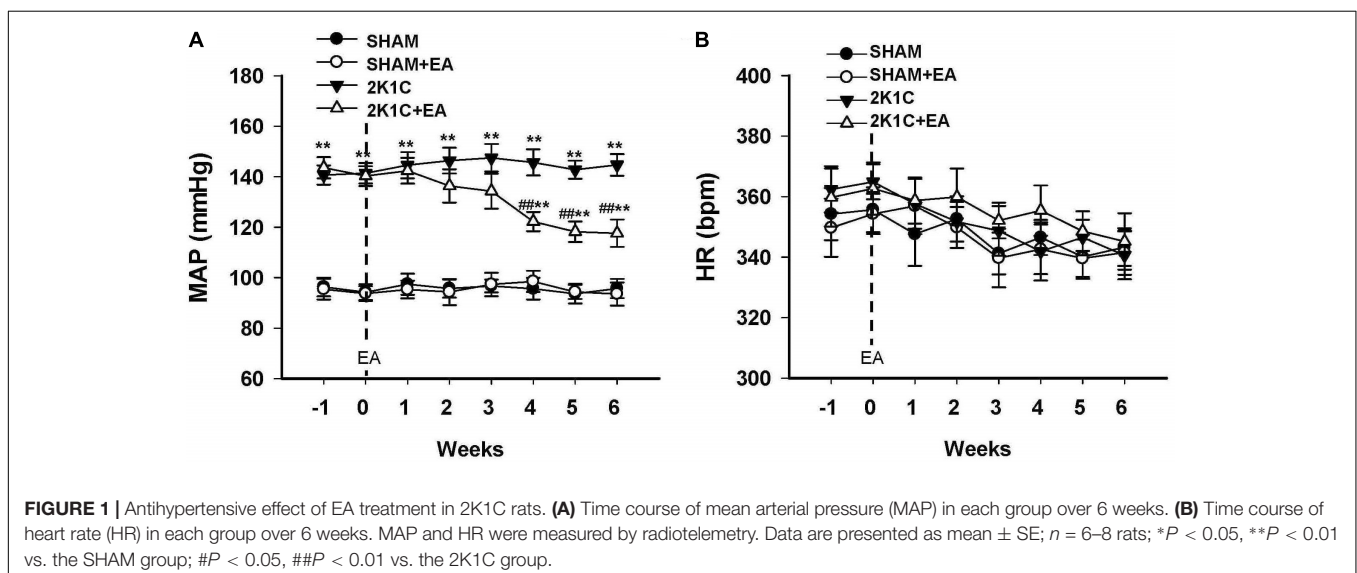 A
SHAM
SHAM+EA
2K1C
2K1C+EA
180
160
140
120
100
80
60
MAP (mmHg)
** ** ** ** ** ** ** **
##** ##** ##**
EA
-1 0 1 2 3 4 5 6
Weeks
B
SHAM
SHAM+EA
2K1C
2K1C+EA
400
380
360
340
320
300
HR (bpm)
EA
-1 0 1 2 3 4 5 6
Weeks
FIGURE 1 | Antihypertensive effect of EA treatment in 2K1C rats. (A) Time course of mean arterial pressure (MAP) in each group over 6 weeks. (B) Time course of
heart rate (HR) in each group over 6 weeks. MAP and HR were measured by radiotelemetry. Data are presented as mean ± SE; n = 6–8 rats; *P < 0.05, **P < 0.01
vs. the SHAM group; #P < 0.05, ##P < 0.01 vs. the 2K1C group.